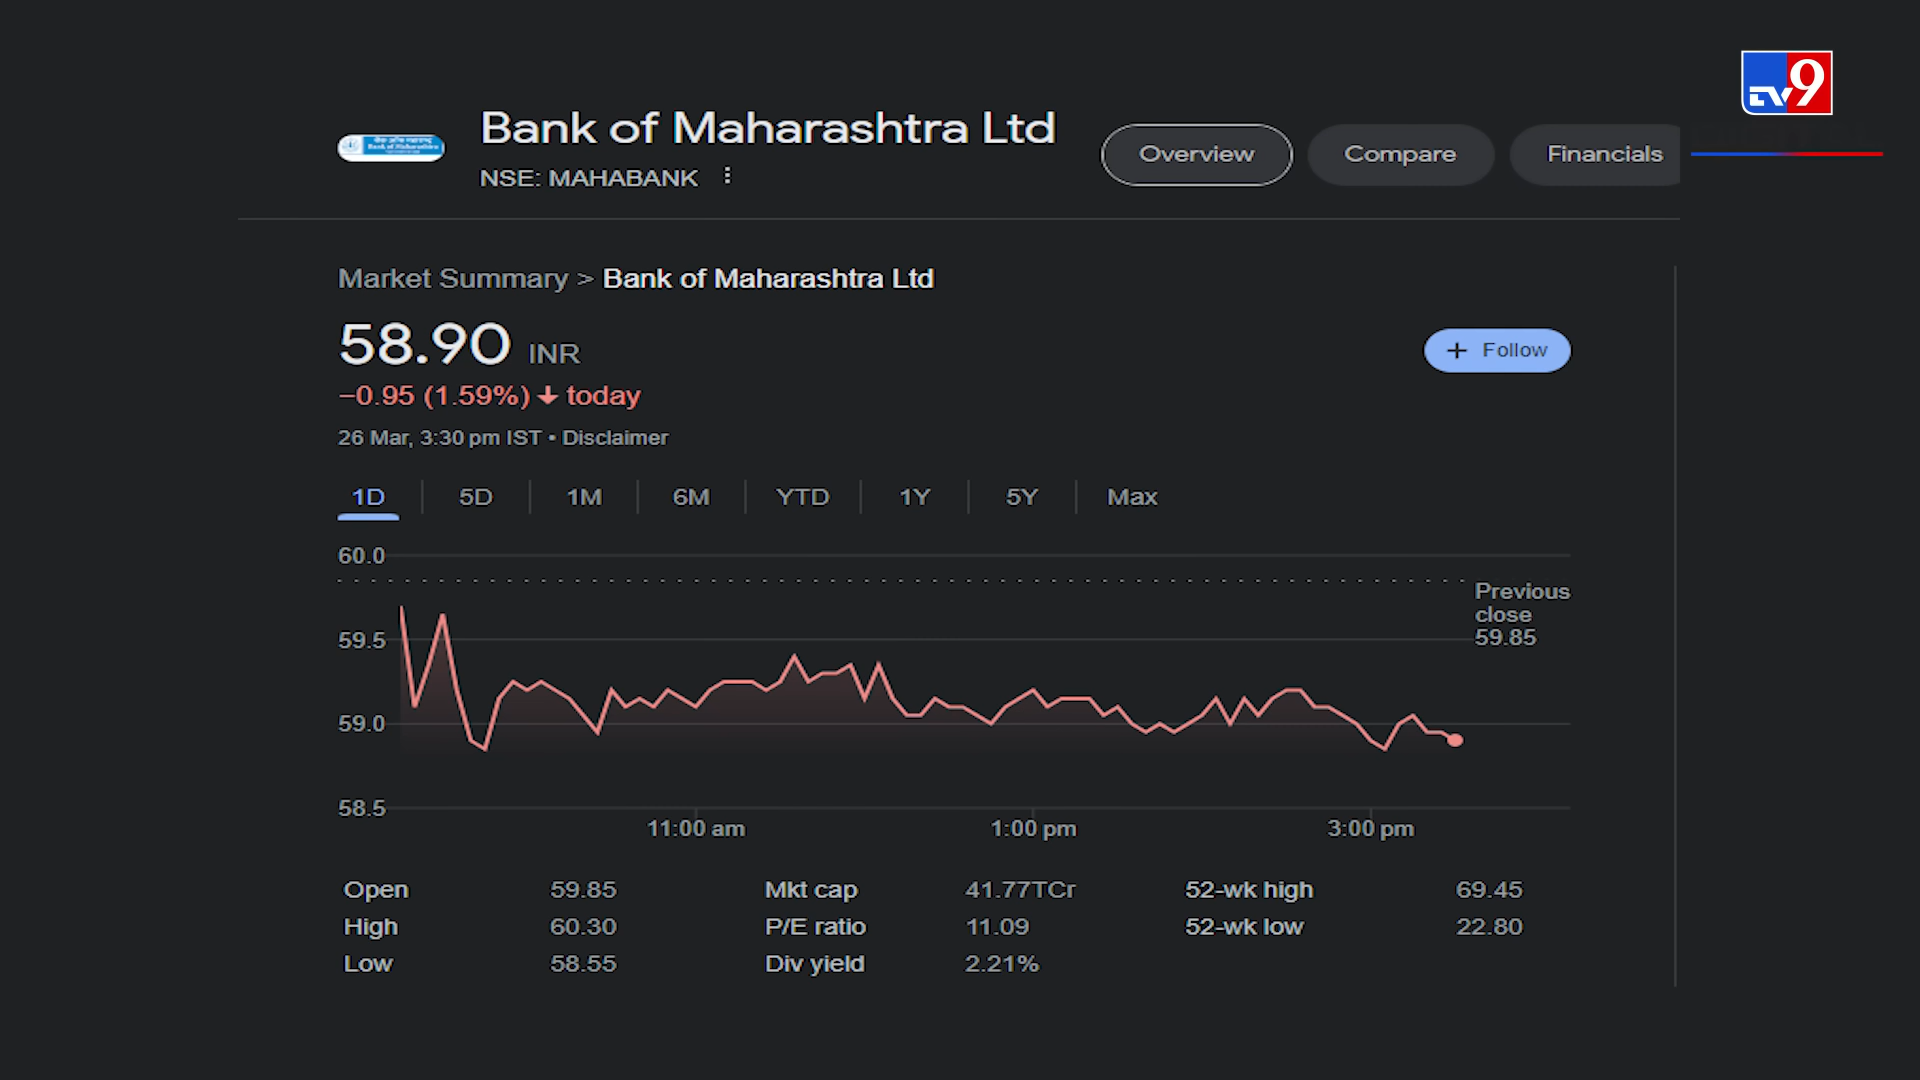 TV9
Bank of Maharashtra Ltd
NSE: MAHABANK
Overview
Compare
Financials
Market Summary > Bank of Maharashtra Ltd
58.90 INR
−0.95 (1.59%) ↓ today
26 Mar, 3:30 pm IST • Disclaimer
+ Follow
1D 5D 1M 6M YTD 1Y 5Y Max
60.0
59.5
59.0
58.5
Previous
close
59.85
11:00 am 1:00 pm 3:00 pm
Open 59.85 Mkt cap 41.77TCr 52-wk high 69.45
High 60.30 P/E ratio 11.09 52-wk low 22.80
Low 58.55 Div yield 2.21%